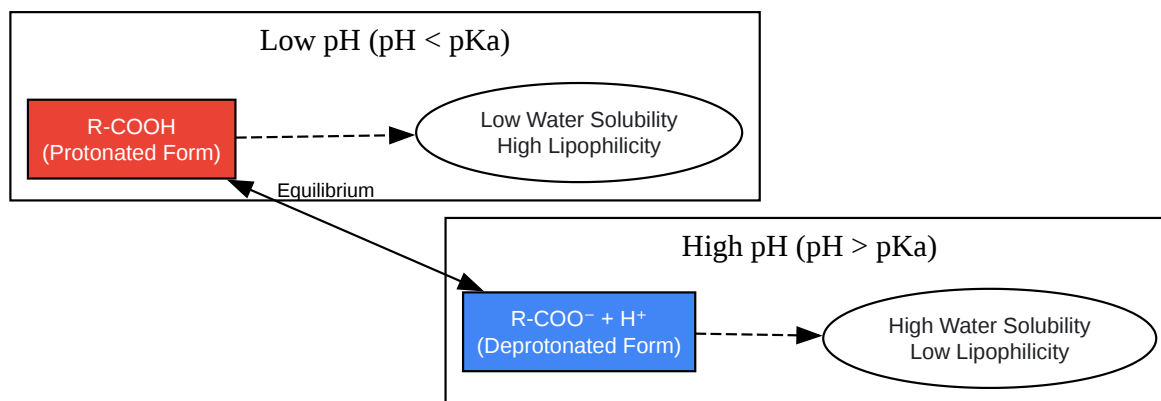 Low pH (pH < pKa)
R-COOH
(Protonated Form)
Low Water Solubility
High Lipophilicity
Equilibrium
High pH (pH > pKa)
R-COO⁻ + H⁺
(Deprotonated Form)
High Water Solubility
Low Lipophilicity